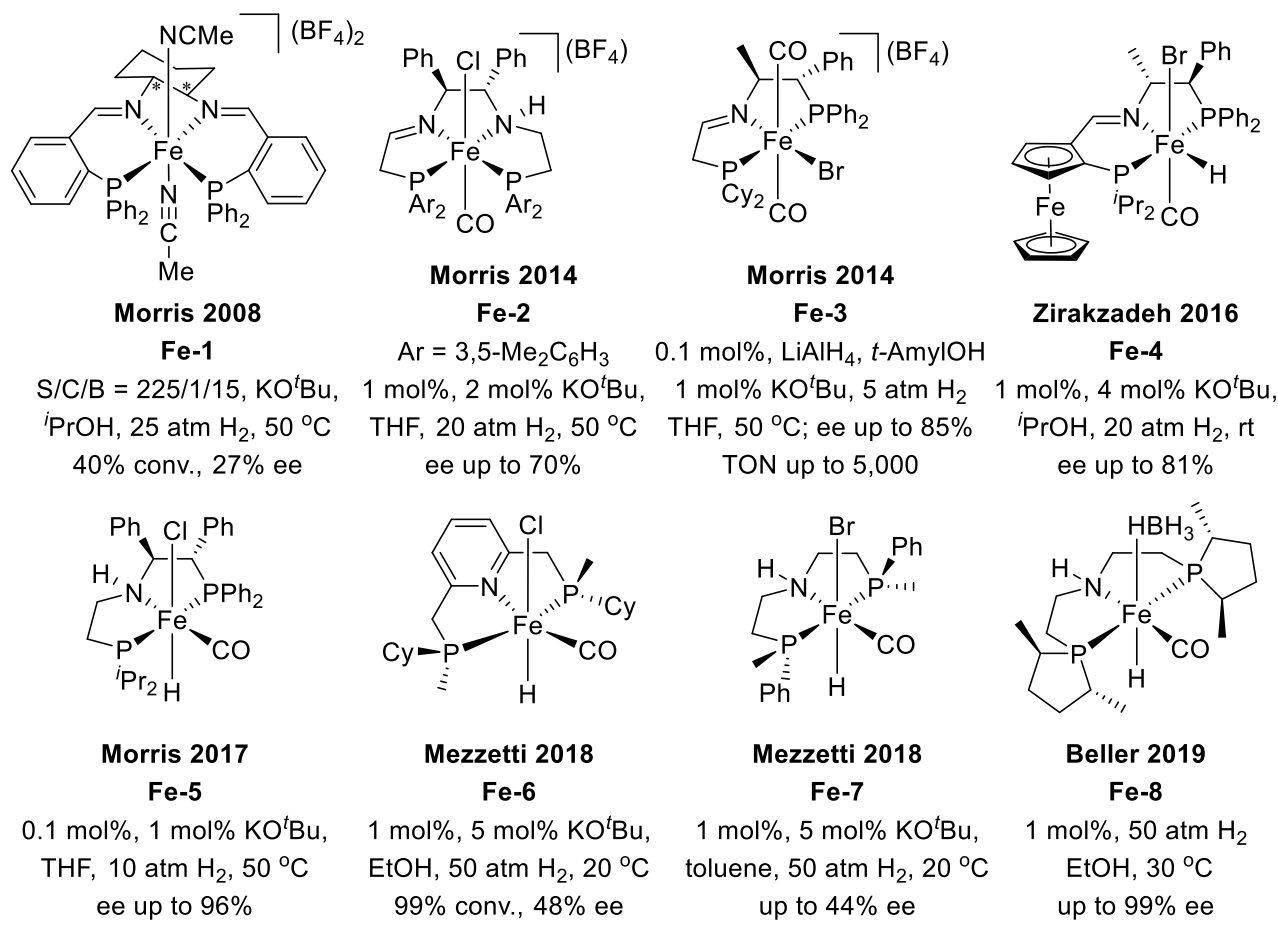 NCMe
(BF4)2
N
N
Fe
P
Ph2
P
Ph2
N
C
Me
* *
Morris 2008
Fe-1
S/C/B = 225/1/15, KOtBu,
iPrOH, 25 atm H2, 50 oC
40% conv., 27% ee
Ph
Cl
Ph
(BF4)
N
N
H
Fe
P
Ar2
P
Ar2
CO
Morris 2014
Fe-2
Ar = 3,5-Me2C6H3
1 mol%, 2 mol% KOtBu,
THF, 20 atm H2, 50 oC
ee up to 70%
CO
Ph
(BF4)
N
PPh2
Fe
P
Cy2
Br
CO
Morris 2014
Fe-3
0.1 mol%, LiAlH4, t-AmylOH
1 mol% KOtBu, 5 atm H2
THF, 50 oC; ee up to 85%
TON up to 5,000
Br
Ph
N
PPh2
Fe
P
iPr2
H
CO
Fe
Zirakzadeh 2016
Fe-4
1 mol%, 4 mol% KOtBu,
iPrOH, 20 atm H2, rt
ee up to 81%
Ph
Cl
Ph
H
N
PPh2
Fe
P
iPr2
CO
H
Morris 2017
Fe-5
0.1 mol%, 1 mol% KOtBu,
THF, 10 atm H2, 50 oC
ee up to 96%
Cl
N
P
Cy
Fe
Cy
P
CO
H
Mezzetti 2018
Fe-6
1 mol%, 5 mol% KOtBu,
EtOH, 50 atm H2, 20 oC
99% conv., 48% ee
Br
Ph
H
N
P
Fe
P
Ph
CO
H
Mezzetti 2018
Fe-7
1 mol%, 5 mol% KOtBu,
toluene, 50 atm H2, 20 oC
up to 44% ee
HBH3
H
N
P
Fe
P
CO
H
Beller 2019
Fe-8
1 mol%, 50 atm H2
EtOH, 30 oC
up to 99% ee